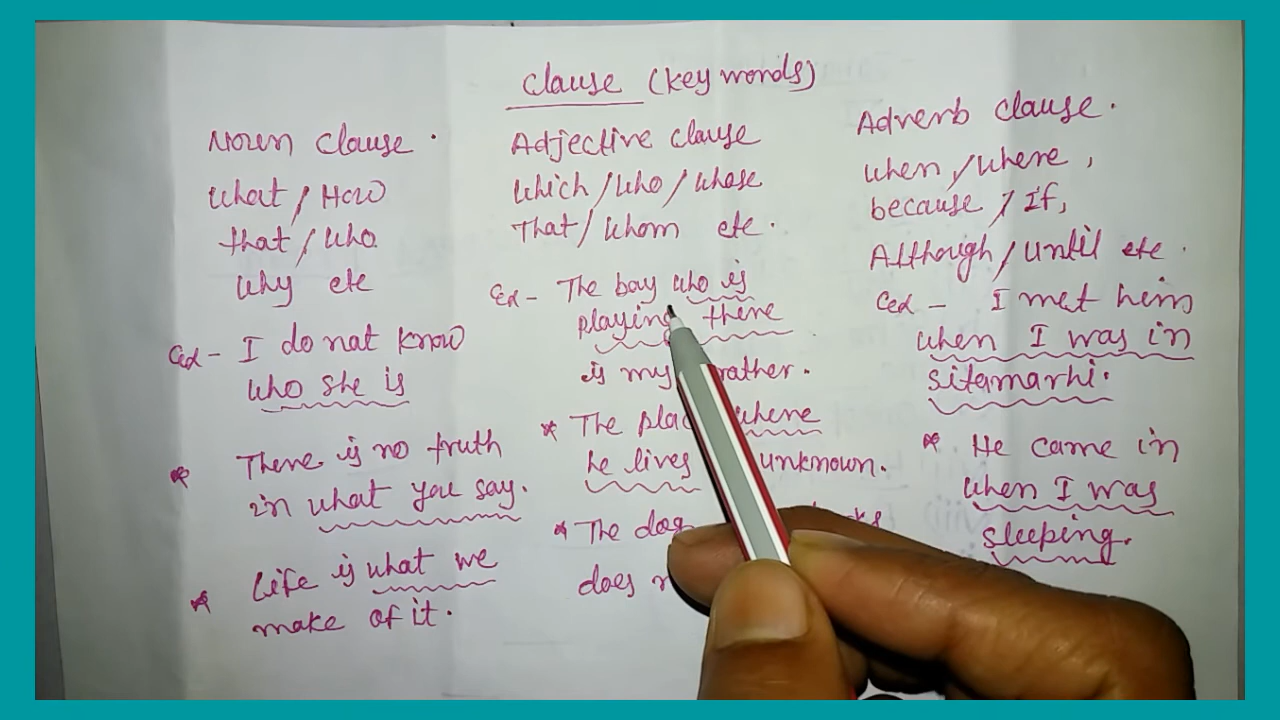 Clause (Key words)
Noun Clause.
What / How
that / who
Why etc
Ex - I do not know
who she is
* There is no truth
in what you say.
* Life is what we
make of it.
Adjective Clause
Which / Who / Whose
That / Whom etc.
Ex - The boy who is
playing there
is my
* The where
he lives unknown.
* The dog
does
Adverb Clause.
When / Where,
because / If,
Although / Until etc.
Ex - I met him
when I was in
sitamarhi.
* He came in
when I was
sleeping.